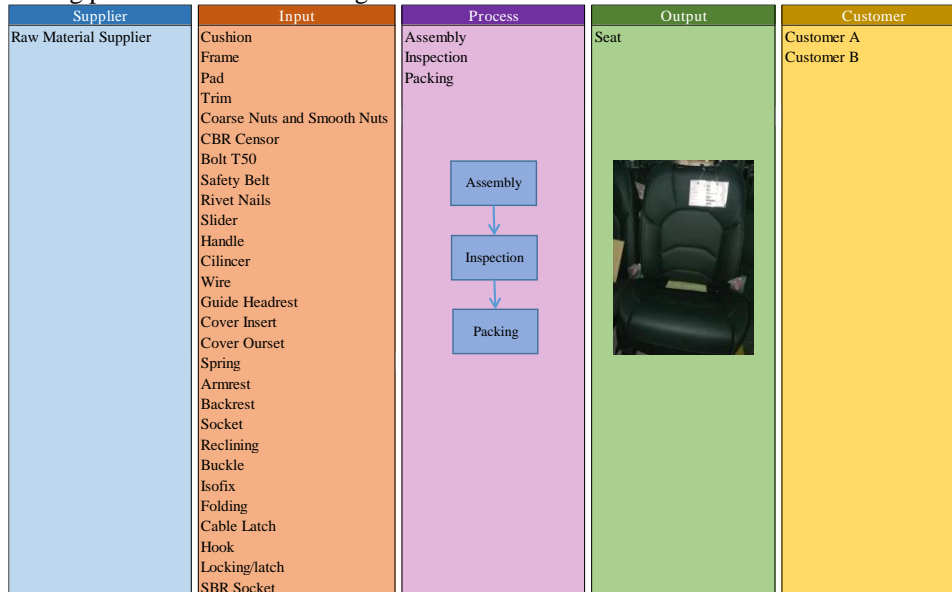 Supplier
Raw Material Supplier
Input
Cushion
Frame
Pad
Trim
Coarse Nuts and Smooth Nuts
CBR Censor
Bolt T50
Safety Belt
Rivet Nails
Slider
Handle
Cilincer
Wire
Guide Headrest
Cover Insert
Cover Ourset
Spring
Armrest
Backrest
Socket
Reclining
Buckle
Isofix
Folding
Cable Latch
Hook
Locking/latch
SBR Socket
Process
Assembly
Inspection
Packing
Assembly
Inspection
Packing
Output
Seat
Customer
Customer A
Customer B